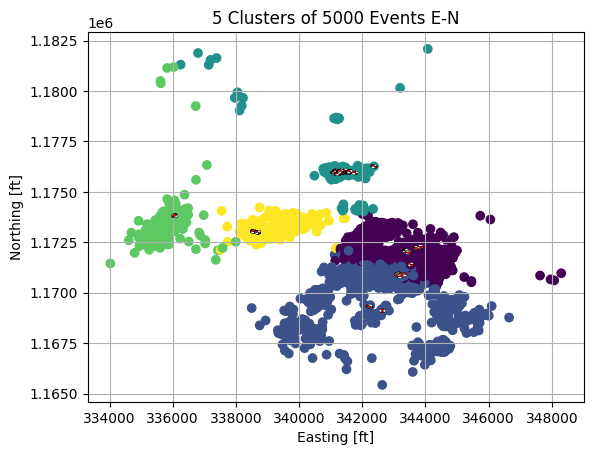 5 Clusters of 5000 Events E-N
1e6
1.1825
1.1800
1.1775
1.1750
1.1725
1.1700
1.1675
1.1650
Northing [ft]
334000 336000 338000 340000 342000 344000 346000 348000
Easting [ft]